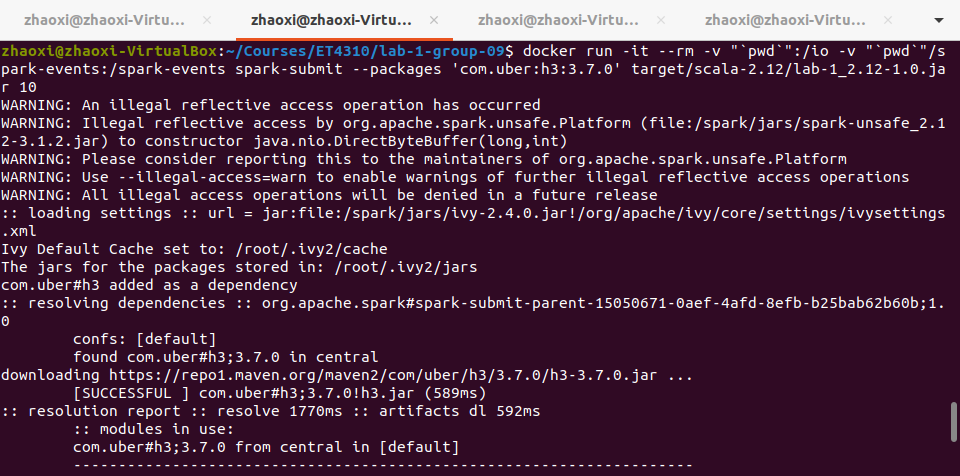 zhaoxi@zhaoxi-Virtu...
zhaoxi@zhaoxi-Virtu...
zhaoxi@zhaoxi-Virtu...
zhaoxi@zhaoxi-Virtu...
zhaoxi@zhaoxi-VirtualBox:~/Courses/ET4310/lab-1-group-09$ docker run -it --rm -v "`pwd`":/io -v "`pwd`"/s
park-events:/spark-events spark-submit --packages 'com.uber:h3:3.7.0' target/scala-2.12/lab-1_2.12-1.0.ja
r 10
WARNING: An illegal reflective access operation has occurred
WARNING: Illegal reflective access by org.apache.spark.unsafe.Platform (file:/spark/jars/spark-unsafe_2.1
2-3.1.2.jar) to constructor java.nio.DirectByteBuffer(long,int)
WARNING: Please consider reporting this to the maintainers of org.apache.spark.unsafe.Platform
WARNING: Use --illegal-access=warn to enable warnings of further illegal reflective access operations
WARNING: All illegal access operations will be denied in a future release
:: loading settings :: url = jar:file:/spark/jars/ivy-2.4.0.jar!/org/apache/ivy/core/settings/ivysettings
.xml
Ivy Default Cache set to: /root/.ivy2/cache
The jars for the packages stored in: /root/.ivy2/jars
com.uber#h3 added as a dependency
:: resolving dependencies :: org.apache.spark#spark-submit-parent-15050671-0aef-4afd-8efb-b25bab62b60b;1.
0
        confs: [default]
        found com.uber#h3;3.7.0 in central
downloading https://repo1.maven.org/maven2/com/uber/h3/3.7.0/h3-3.7.0.jar ...
        [SUCCESSFUL ] com.uber#h3;3.7.0!h3.jar (589ms)
:: resolution report :: resolve 1770ms :: artifacts dl 592ms
        :: modules in use:
        com.uber#h3;3.7.0 from central in [default]
        ---------------------------------------------------------------------